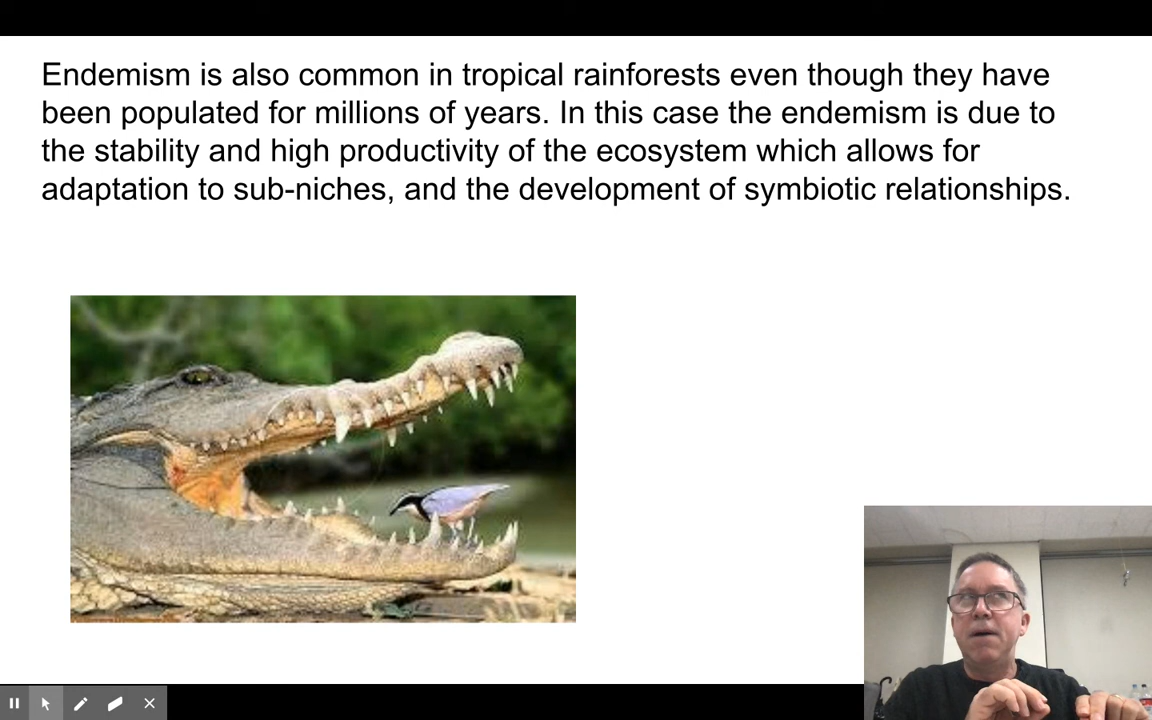 Endemism is also common in tropical rainforests even though they have
been populated for millions of years. In this case the endemism is due to
the stability and high productivity of the ecosystem which allows for
adaptation to sub-niches, and the development of symbiotic relationships.